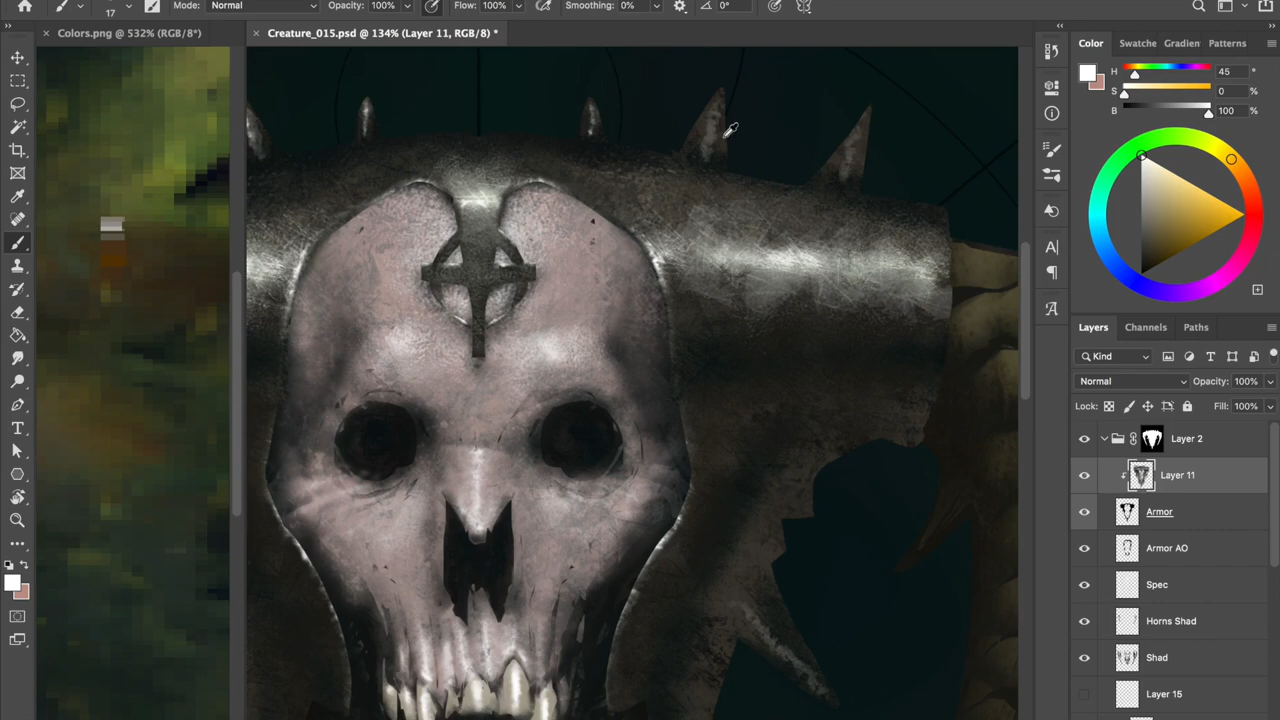 17 Mode: Normal Opacity: 100% Flow: 100% Smoothing: 0% 0°
Colors.png @ 532% (RGB/8*)
Creature_015.psd @ 134% (Layer 11, RGB/8) *
Color Swatche Gradien Patterns
H 45 °
S 0 %
B 100 %
Layers Channels Paths
Kind
Normal Opacity: 100%
Lock: Fill: 100%
Layer 2
Layer 11
Armor
Armor AO
Spec
Horns Shad
Shad
Layer 15